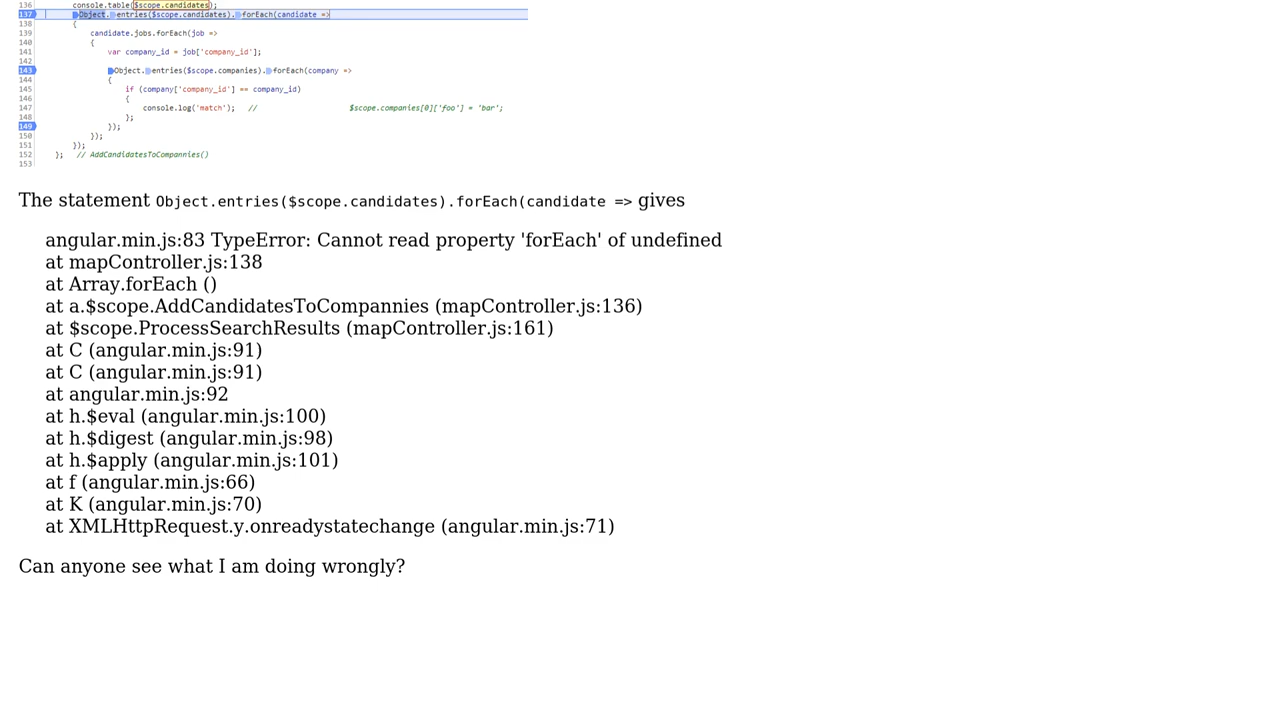 136 console.table($scope.candidates);
137 Object.entries($scope.candidates).forEach(candidate =>
138 {
139 candidate.jobs.forEach(job =>
140 {
141 var company_id = job['company_id'];
142
143 Object.entries($scope.companies).forEach(company =>
144 {
145 if (company['company_id'] == company_id)
146 {
147 console.log('match'); // $scope.companies[0]['foo'] = 'bar';
148 };
149 });
150 });
151 });
152 }; // AddCandidatesToCompannies()
153
The statement Object.entries($scope.candidates).forEach(candidate => gives
angular.min.js:83 TypeError: Cannot read property 'forEach' of undefined
at mapController.js:138
at Array.forEach ()
at a.$scope.AddCandidatesToCompannies (mapController.js:136)
at $scope.ProcessSearchResults (mapController.js:161)
at C (angular.min.js:91)
at C (angular.min.js:91)
at angular.min.js:92
at h.$eval (angular.min.js:100)
at h.$digest (angular.min.js:98)
at h.$apply (angular.min.js:101)
at f (angular.min.js:66)
at K (angular.min.js:70)
at XMLHttpRequest.y.onreadystatechange (angular.min.js:71)
Can anyone see what I am doing wrongly?